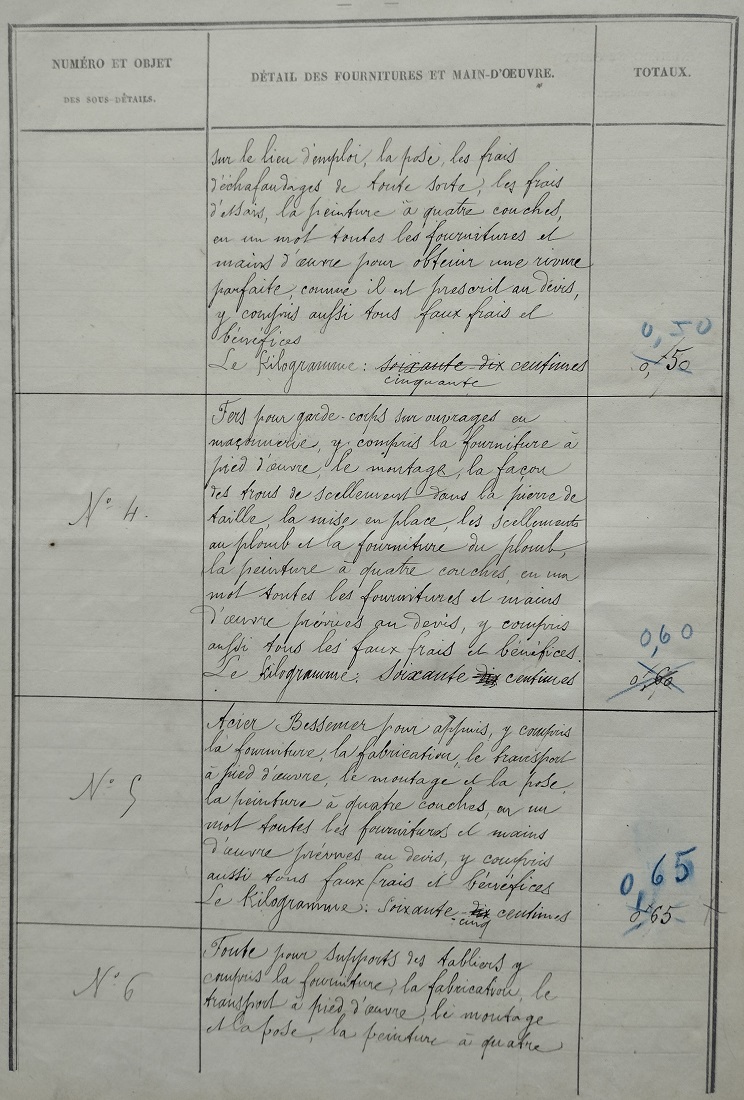 NUMÉRO ET OBJET
DES SOUS-DÉTAILS.
DÉTAIL DES FOURNITURES ET MAIN-D'ŒUVRE.
TOTAUX.
sur le lieu d'emploi, la pose, les frais
d'échafaudages de toute sorte, les frais
d'essais, la peinture à quatre couches,
en un mot toutes les fournitures et
mains d'œuvre pour obtenir une rivure
parfaite, comme il est prescrit au devis,
y compris aussi tous faux frais et
bénéfices
Le Kilogramme: soixante dix centimes
cinquante
0,50
0,50
N° 4.
Fers pour garde-corps sur ouvrages en
maçonnerie, y compris la fourniture à
pied d'œuvre, le montage, la façon
des trous de scellement dans la pierre de
taille, la mise en place, les scellements
au plomb et la fourniture du plomb,
la peinture à quatre couches, en un
mot toutes les fournitures et mains
d'œuvre prévues au devis, y compris
aussi tous les faux frais et bénéfices.
Le Kilogramme: Soixante dix centimes
0,60
0,60
N° 5
Acier Bessemer pour appuis, y compris
la fourniture, la fabrication, le transport
à pied d'œuvre, le montage et la pose,
la peinture à quatre couches, en un
mot toutes les fournitures et mains
d'œuvre prévues au devis, y compris
aussi tous faux frais et bénéfices
Le Kilogramme: Soixante dix centimes
cinq
0,65
0,65
N° 6
Fonte pour supports des tabliers y
compris la fourniture, la fabrication, le
transport à pied d'œuvre, le montage
et la pose, la peinture à quatre